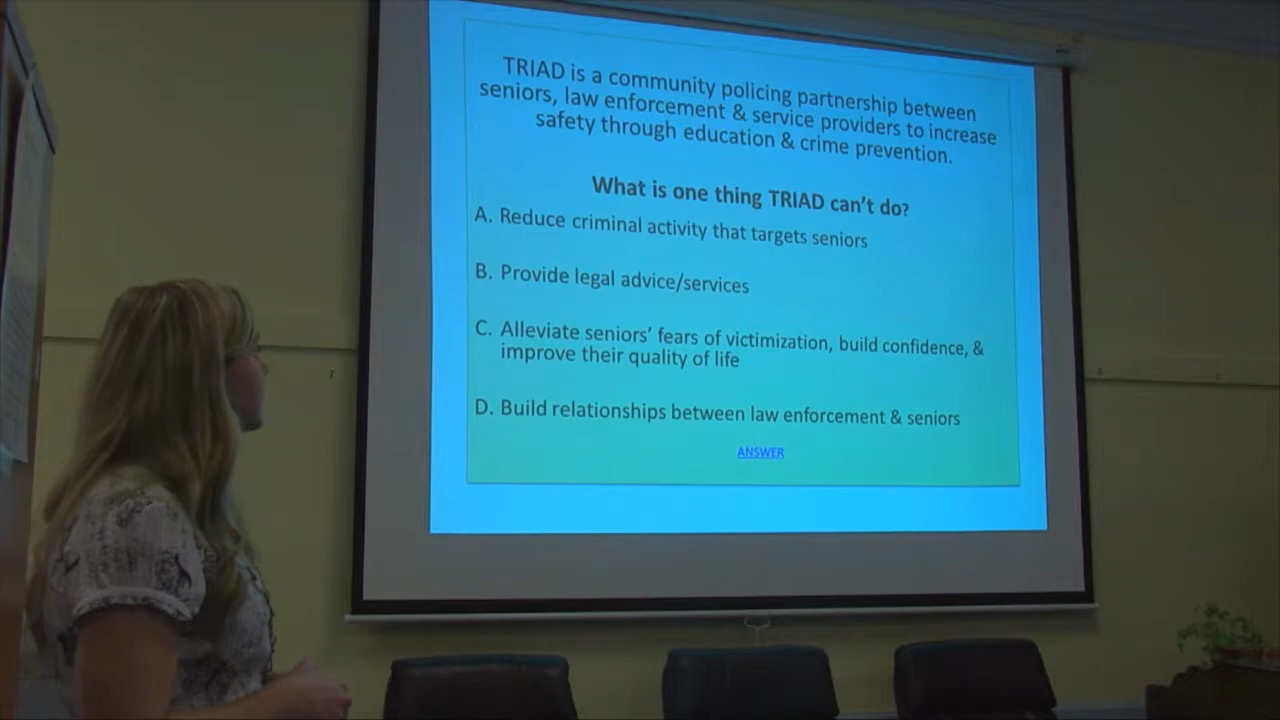 TRIAD is a community policing partnership between
seniors, law enforcement & service providers to increase
safety through education & crime prevention.
What is one thing TRIAD can't do?
A. Reduce criminal activity that targets seniors
B. Provide legal advice/services
C. Alleviate seniors' fears of victimization, build confidence, &
improve their quality of life
D. Build relationships between law enforcement & seniors
ANSWER